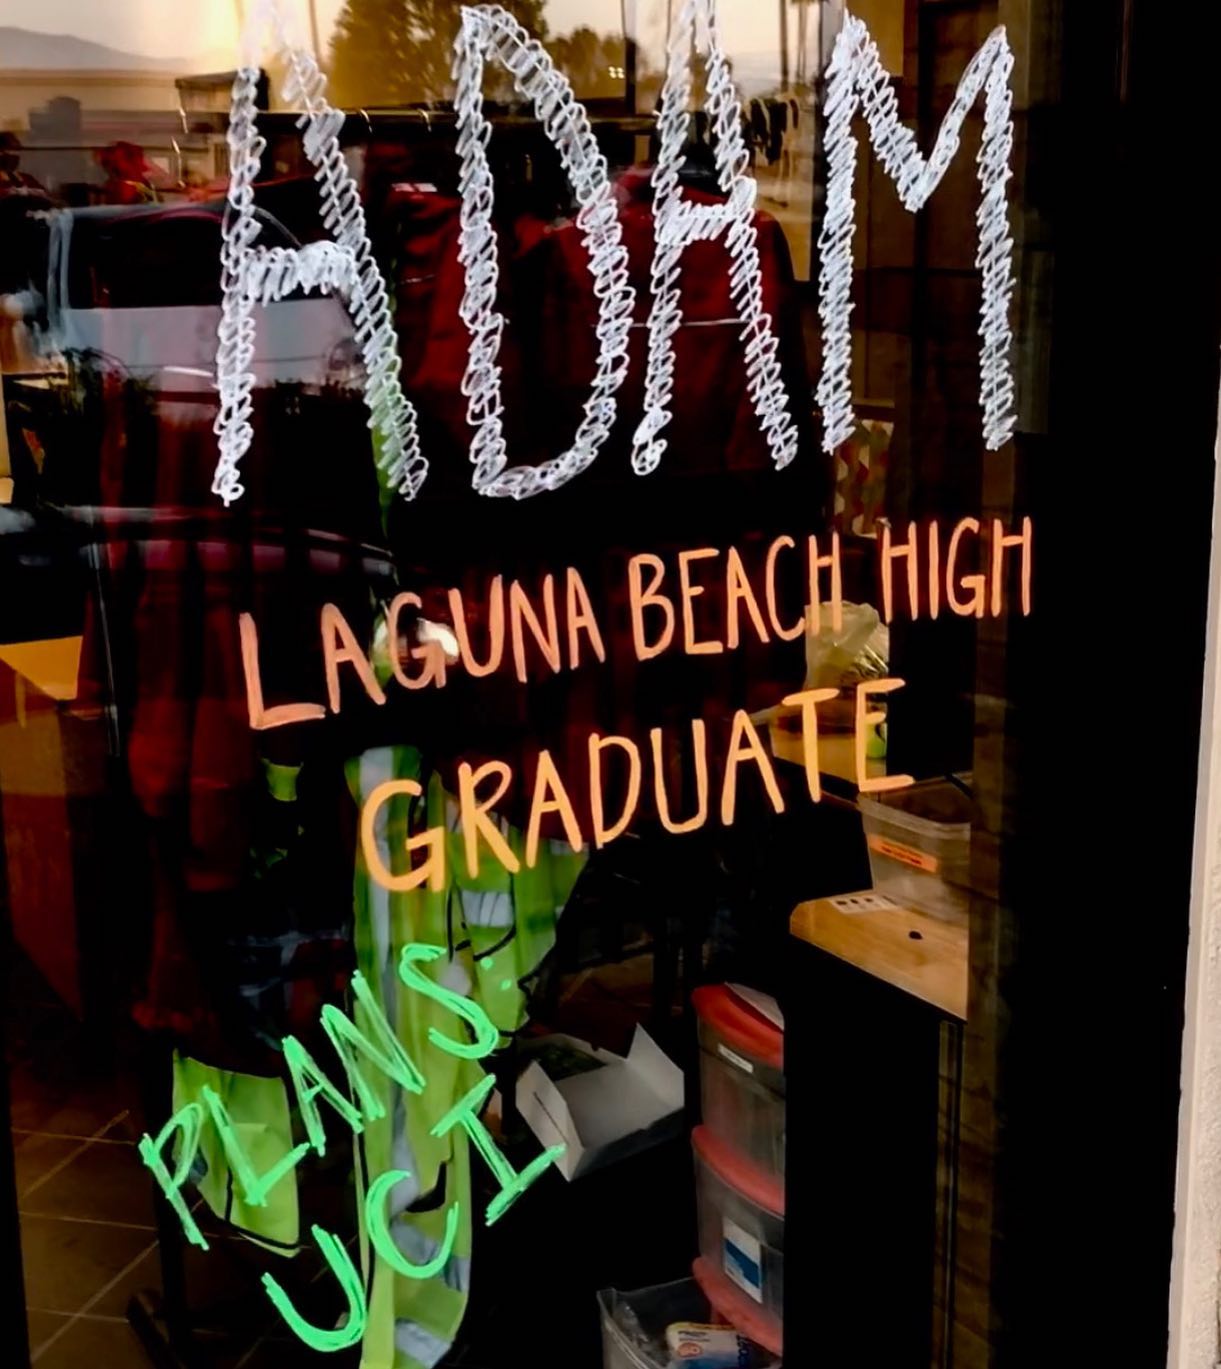 ADAM
LAGUNA BEACH HIGH
GRADUATE
PLANS:
UCI